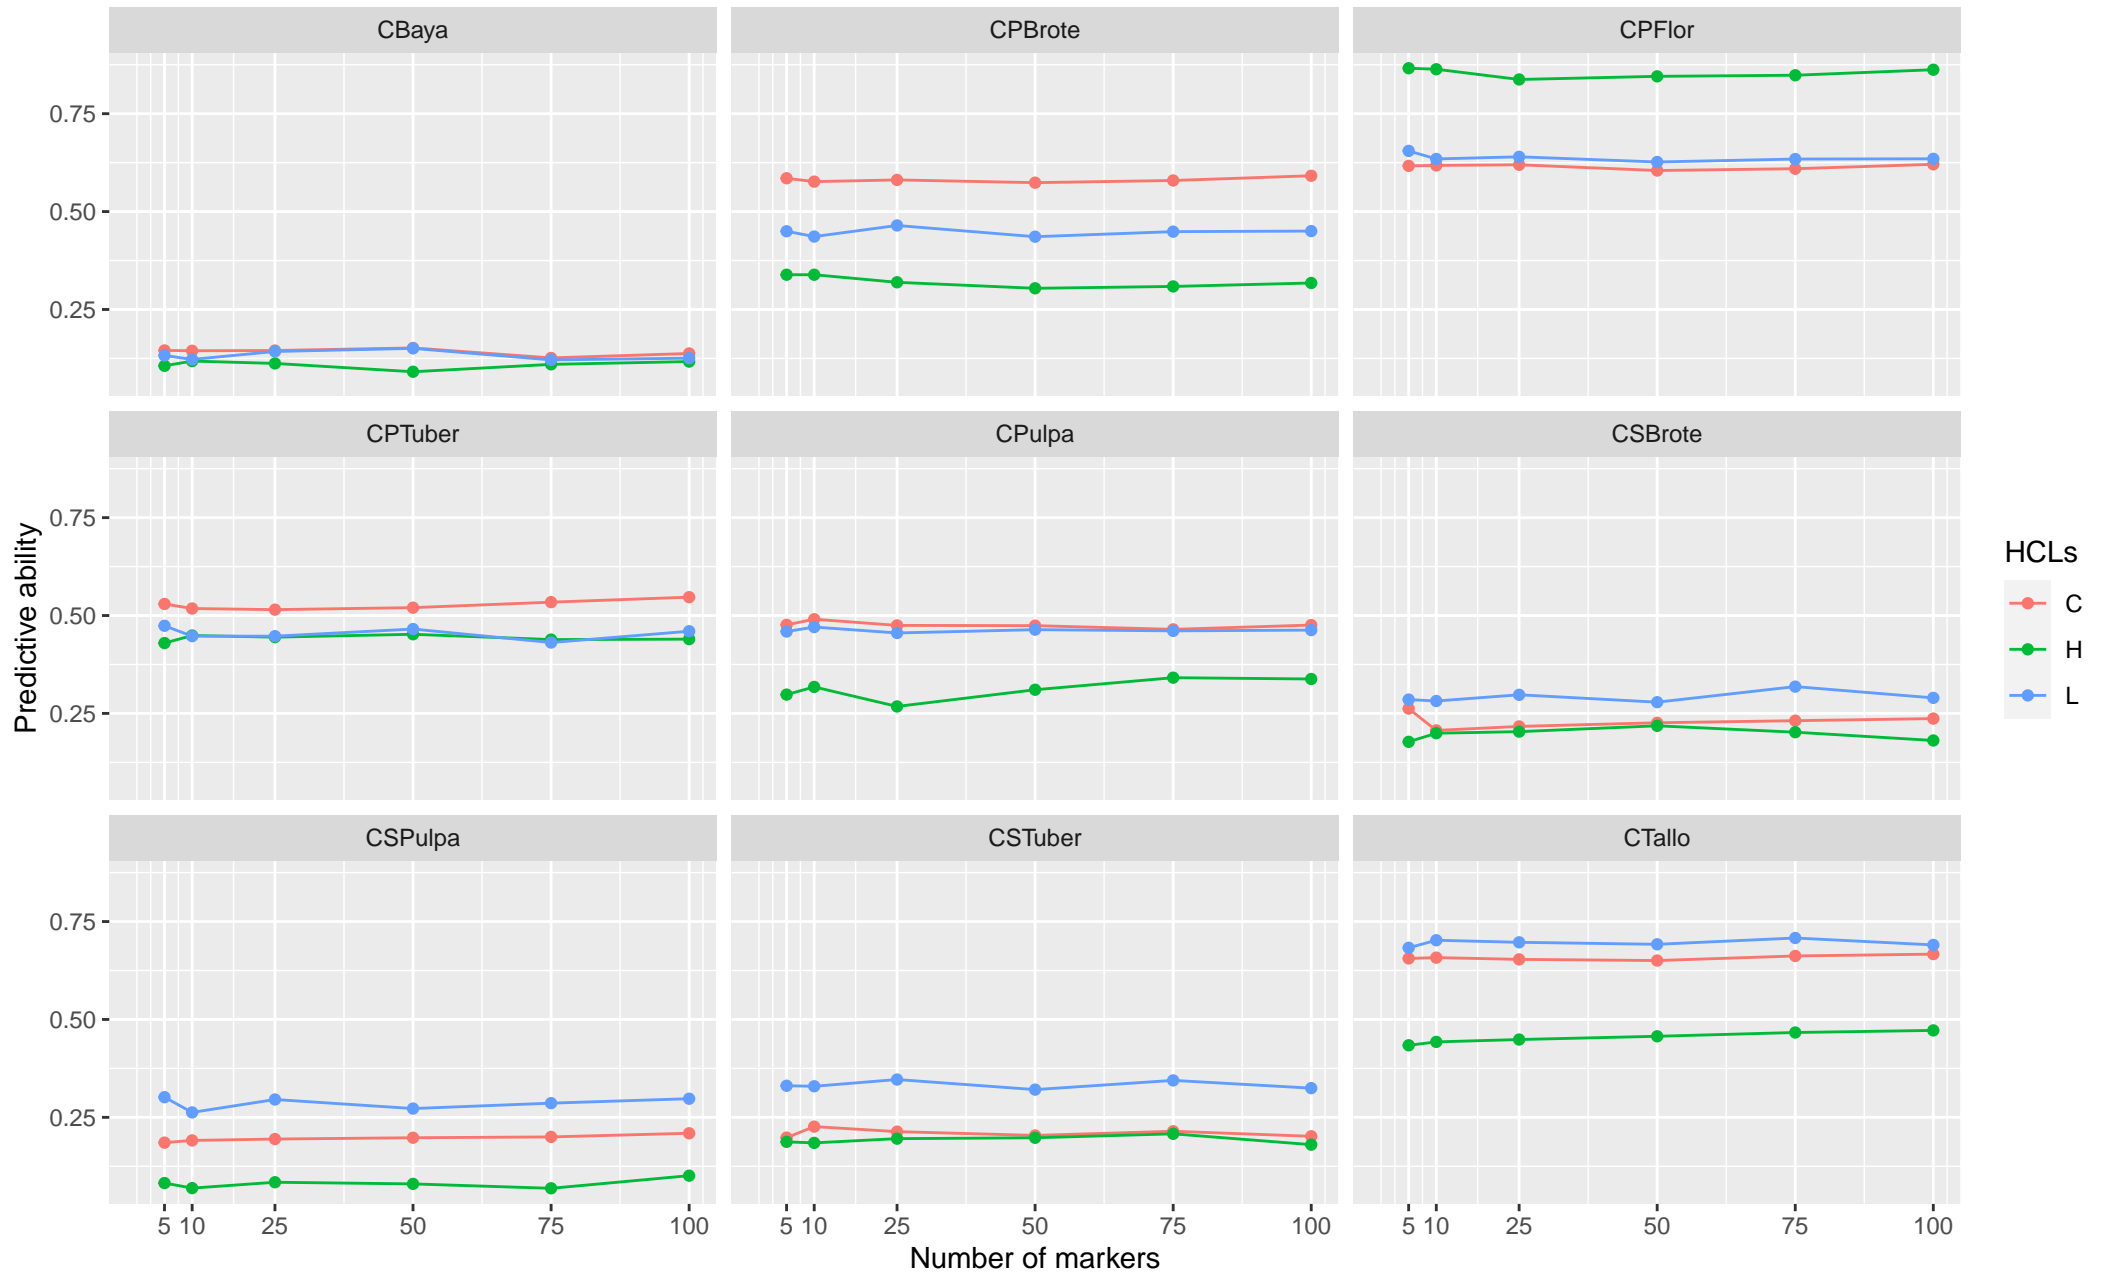 CBaya CPBrote CPFlor
0.75
0.50
0.25
CPTuber CPulpa CSBrote
0.75
0.50
0.25
CSPulpa CSTuber CTallo
0.75
0.50
0.25
5 10 25 50 75 100 5 10 25 50 75 100 5 10 25 50 75 100
Number of markers
Predictive ability
HCLs
C
H
L